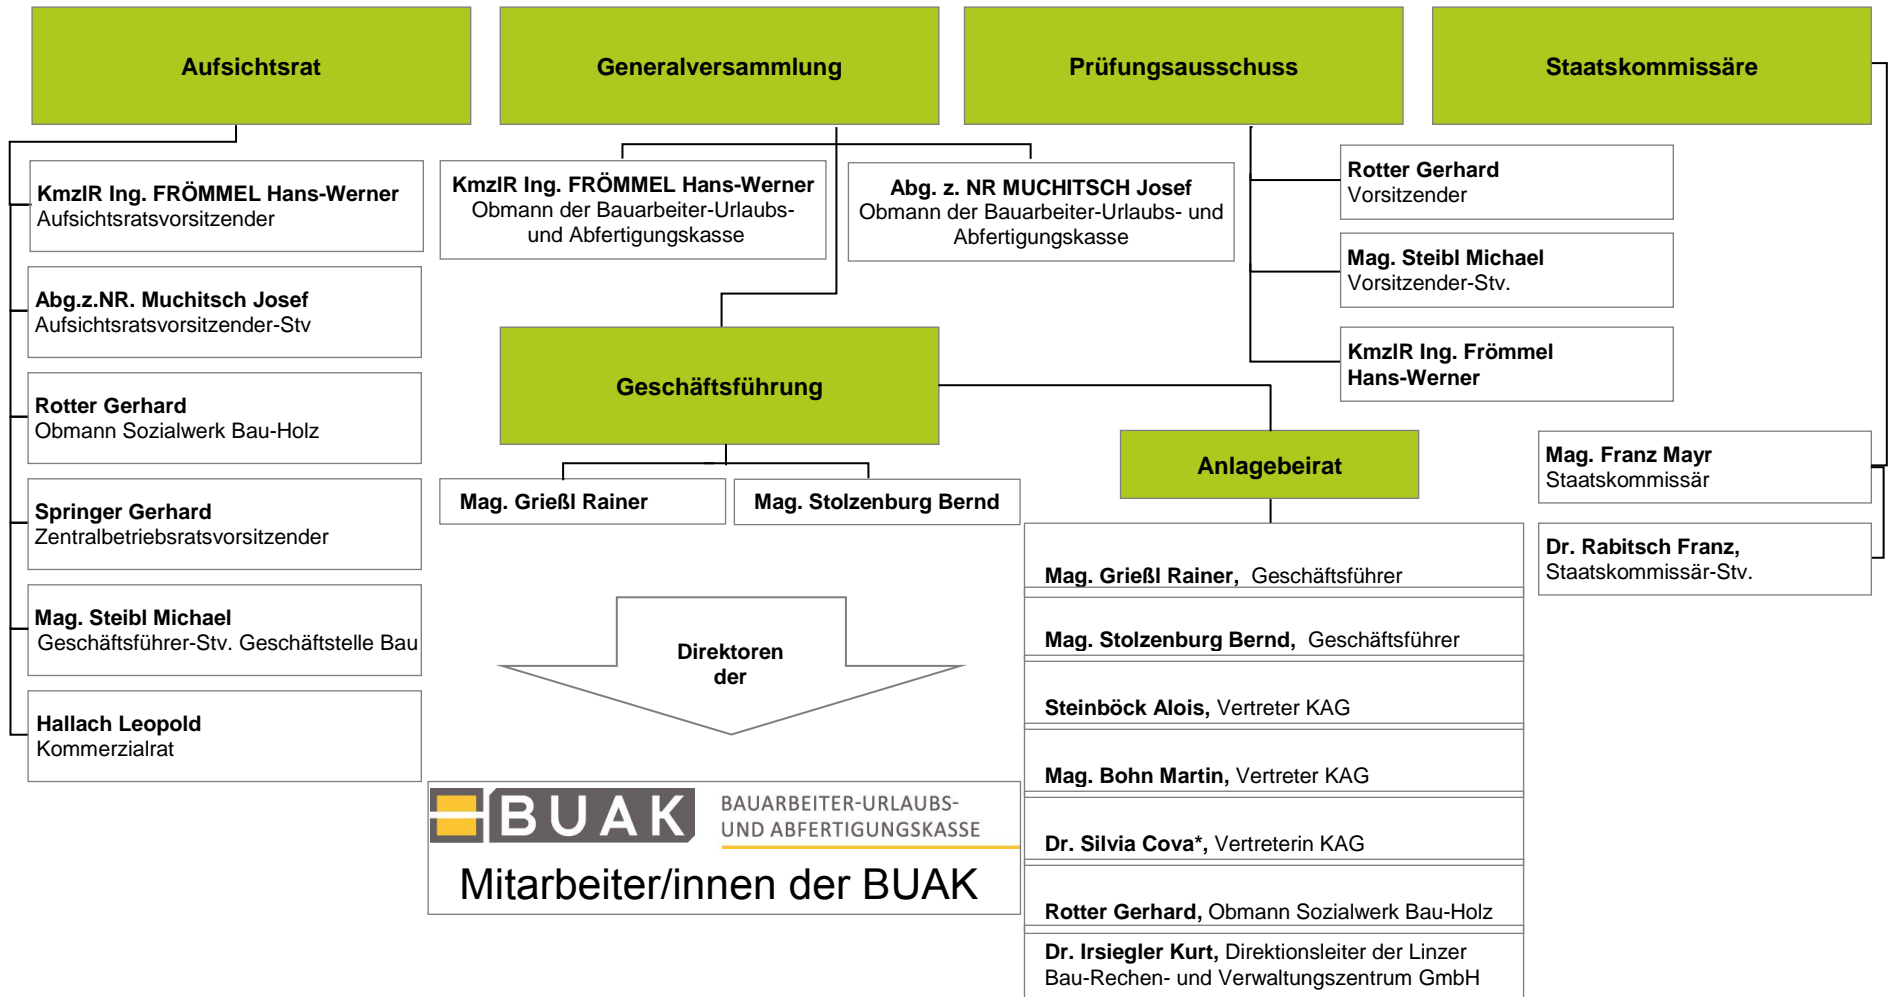 Aufsichtsrat
Generalversammlung
Prüfungsausschuss
Staatskommissäre
KmzlR Ing. FRÖMMEL Hans-Werner
Aufsichtsratsvorsitzender
Abg.z.NR. Muchitsch Josef
Aufsichtsratsvorsitzender-Stv
Rotter Gerhard
Obmann Sozialwerk Bau-Holz
Springer Gerhard
Zentralbetriebsratsvorsitzender
Mag. Steibl Michael
Geschäftsführer-Stv. Geschäftstelle Bau
Hallach Leopold
Kommerzialrat
KmzlR Ing. FRÖMMEL Hans-Werner
Obmann der Bauarbeiter-Urlaubs-
und Abfertigungskasse
Abg. z. NR MUCHITSCH Josef
Obmann der Bauarbeiter-Urlaubs- und
Abfertigungskasse
Geschäftsführung
Mag. Grießl Rainer
Mag. Stolzenburg Bernd
Direktoren
der
BUAK
BAUARBEITER-URLAUBS-
UND ABFERTIGUNGSKASSE
Mitarbeiter/innen der BUAK
Rotter Gerhard
Vorsitzender
Mag. Steibl Michael
Vorsitzender-Stv.
KmzlR Ing. Frömmel
Hans-Werner
Anlagebeirat
Mag. Grießl Rainer, Geschäftsführer
Mag. Stolzenburg Bernd, Geschäftsführer
Steinböck Alois, Vertreter KAG
Mag. Bohn Martin, Vertreter KAG
Dr. Silvia Cova*, Vertreterin KAG
Rotter Gerhard, Obmann Sozialwerk Bau-Holz
Dr. Irsiegler Kurt, Direktionsleiter der Linzer
Bau-Rechen- und Verwaltungszentrum GmbH
Mag. Franz Mayr
Staatskommissär
Dr. Rabitsch Franz,
Staatskommissär-Stv.